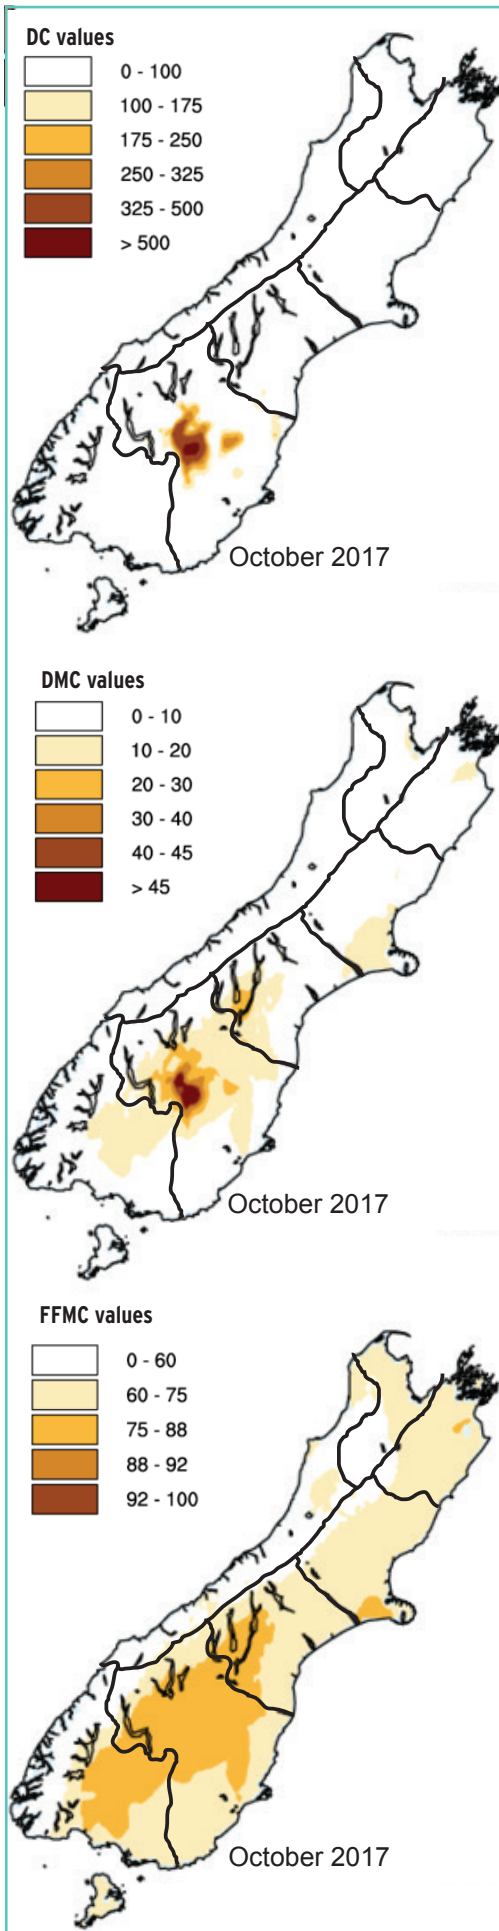 DC values
0 - 100
100 - 175
175 - 250
250 - 325
325 - 500
> 500
October 2017
DMC values
0 - 10
10 - 20
20 - 30
30 - 40
40 - 45
> 45
October 2017
FFMC values
0 - 60
60 - 75
75 - 88
88 - 92
92 - 100
October 2017